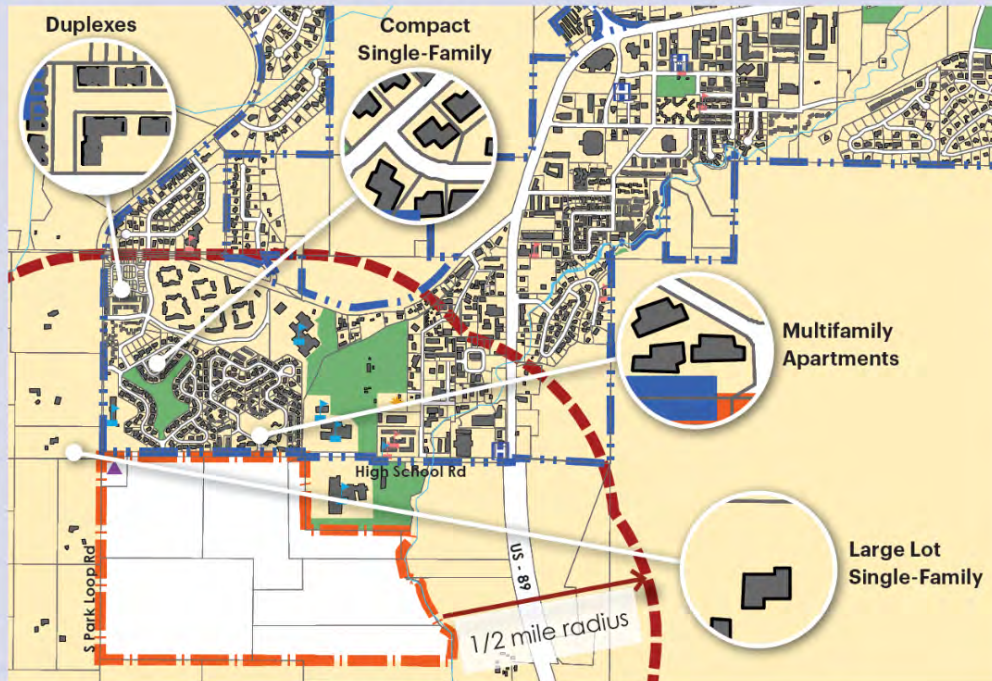 Duplexes
Compact
Single-Family
H
H
Multifamily
Apartments
H
High School Rd
S Park Loop Rd
US - 89
Large Lot
Single-Family
1/2 mile radius